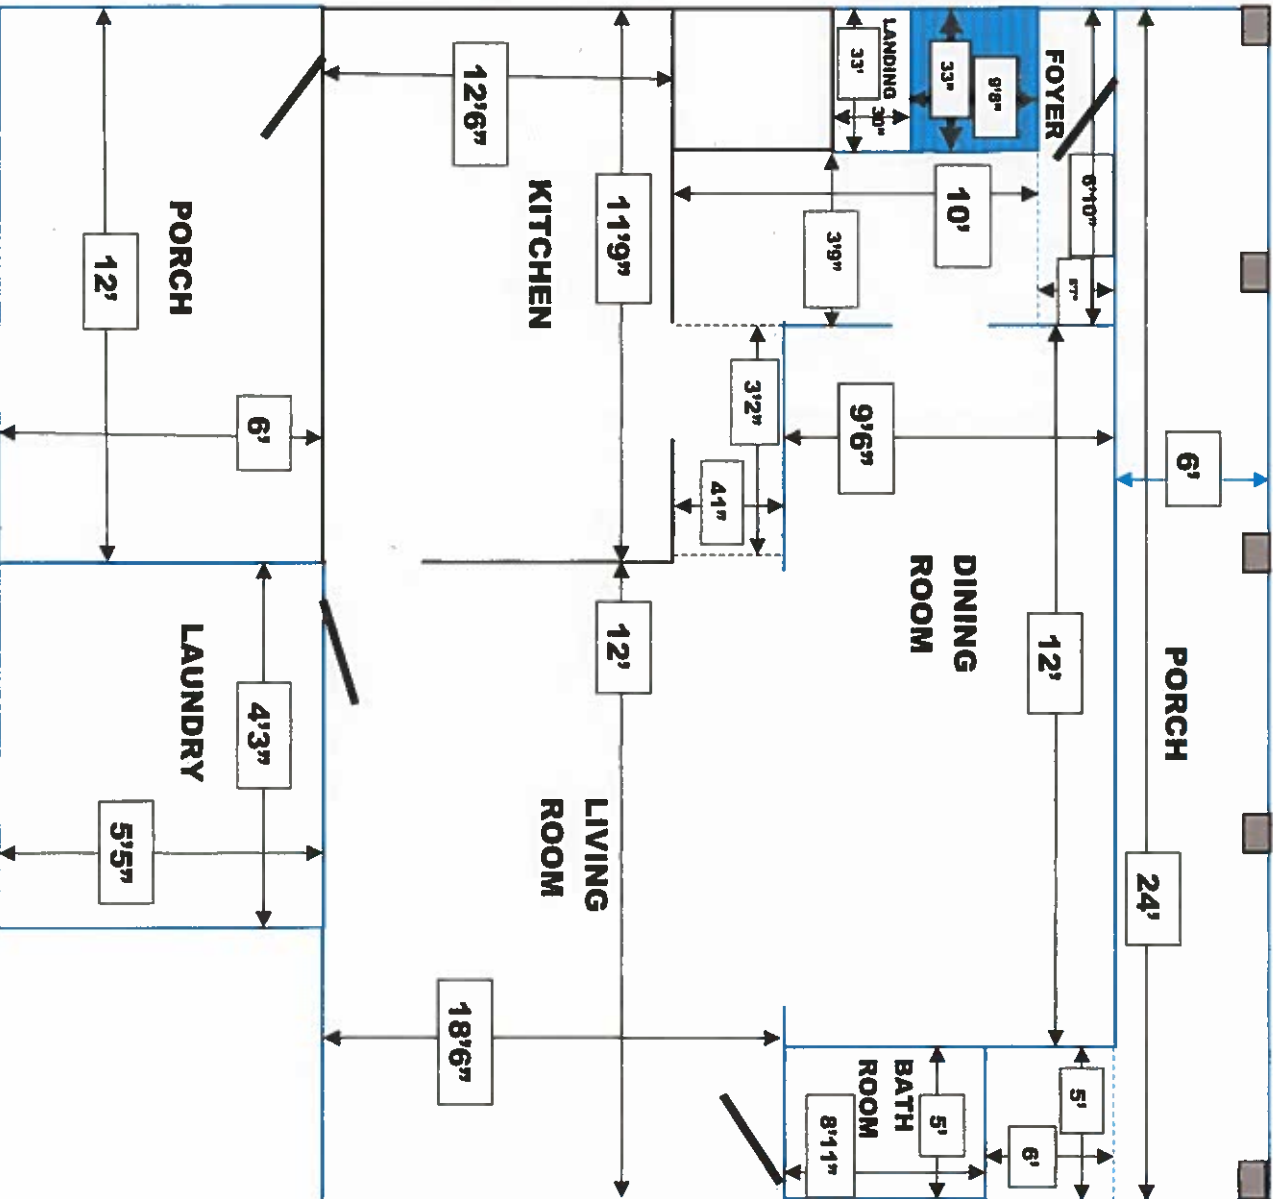 6'
PORCH
24'
6'10"
5'
FOYER
12'
6'
9'8"
10'
DINING
ROOM
33"
5'
BATH
ROOM
LANDING
30"
33'
9'6"
3'9"
8'11"
3'2"
41"
11'9"
12'
LIVING
ROOM
KITCHEN
12'6"
18'6"
6'
4'3"
PORCH
LAUNDRY
12'
5'5"